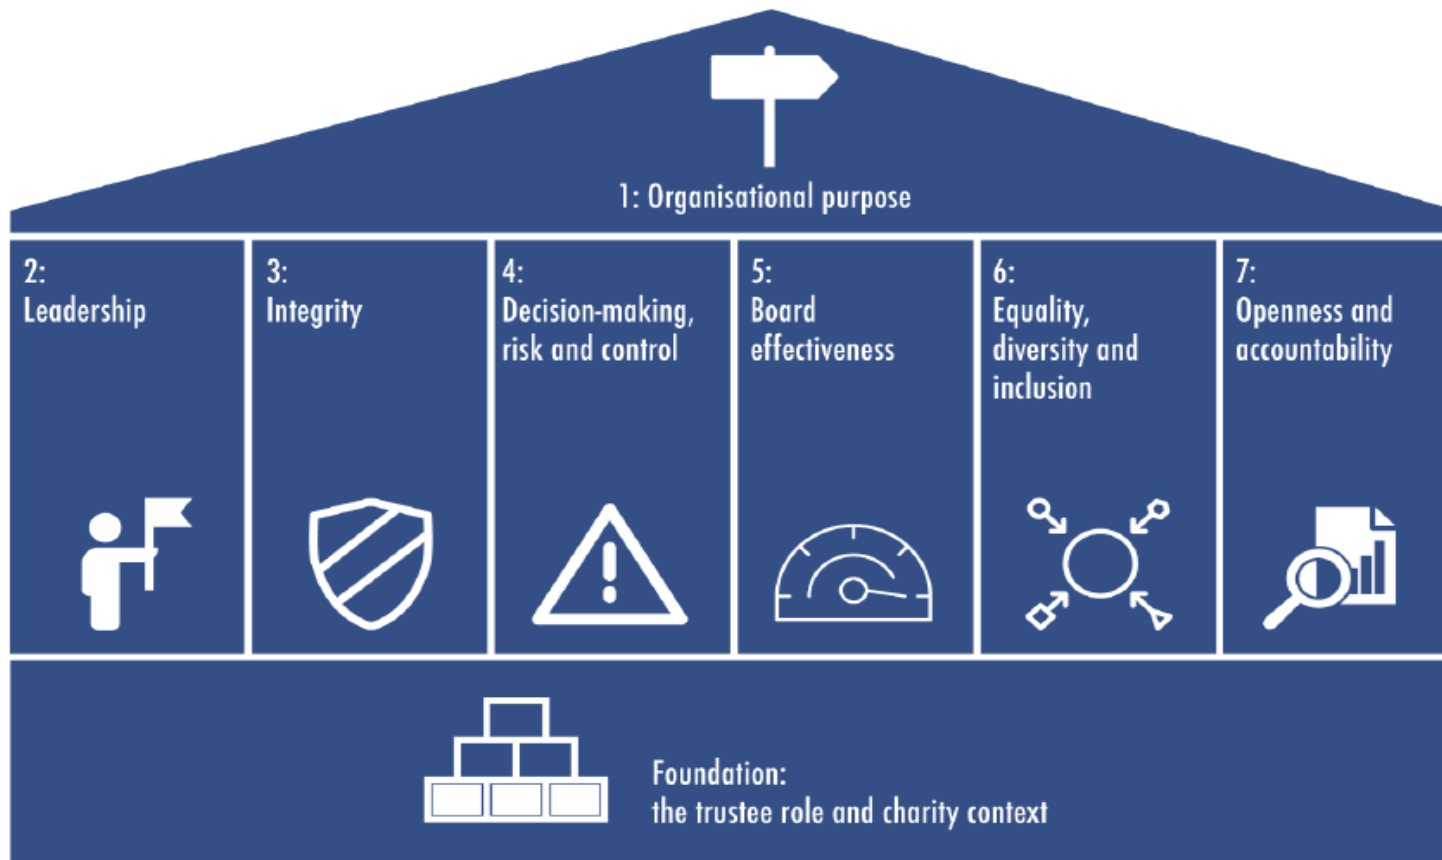 1: Organisational purpose
2:
Leadership
3:
Integrity
4:
Decision-making,
risk and control
5:
Board
effectiveness
6:
Equality,
diversity and
inclusion
7:
Openness and
accountability
Foundation:
the trustee role and charity context